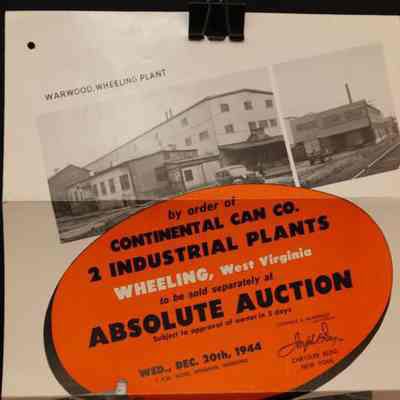 WARWOOD, WHEELING PLANT
by order of
CONTINENTAL CAN CO.
2 INDUSTRIAL PLANTS
WHEELING, West Virginia
to be sold separately at
ABSOLUTE AUCTION
Subject to approval of owner in 5 days
WED., DEC. 20th, 1944
CHRYSLER BLDG.
NEW YORK